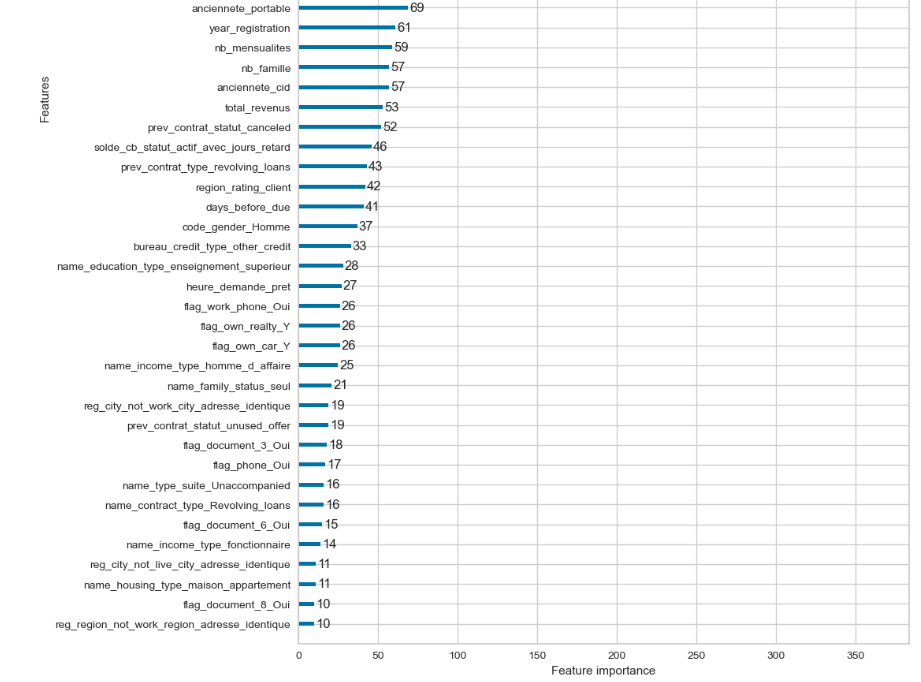 anciennete_portable 69
year_registration 61
nb_mensualites 59
nb_famille 57
anciennete_cid 57
total_revenus 53
prev_contrat_statut_canceled 52
solde_cb_statut_actif_avec_jours_retard 46
prev_contrat_type_revolving_loans 43
region_rating_client 42
days_before_due 41
code_gender_Homme 37
bureau_credit_type_other_credit 33
name_education_type_enseignement_superieur 28
heure_demande_pret 27
flag_work_phone_Oui 26
flag_own_realty_Y 26
flag_own_car_Y 26
name_income_type_homme_d_affaire 25
name_family_status_seul 21
reg_city_not_work_city_adresse_identique 19
prev_contrat_statut_unused_offer 19
flag_document_3_Oui 18
flag_phone_Oui 17
name_type_suite_Unaccompanied 16
name_contract_type_Revolving_loans 16
flag_document_6_Oui 15
name_income_type_fonctionnaire 14
reg_city_not_live_city_adresse_identique 11
name_housing_type_maison_appartement 11
flag_document_8_Oui 10
reg_region_not_work_region_adresse_identique 10
Features
0 50 100 150 200 250 300 350
Feature importance